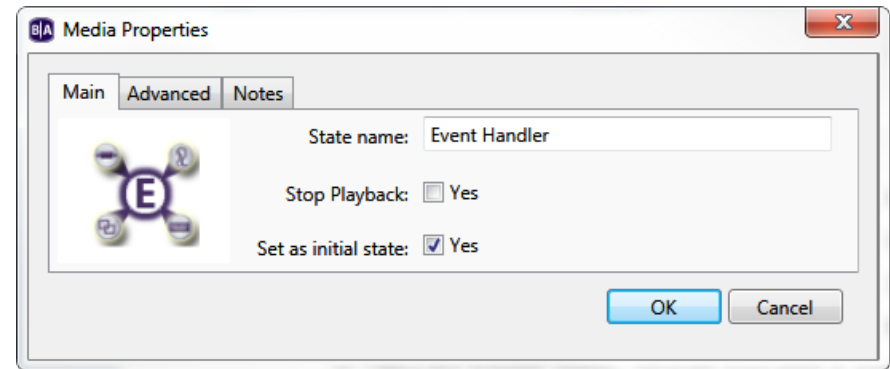 B|A Media Properties
Main Advanced Notes
State name: Event Handler
E
Stop Playback: Yes
Set as initial state: Yes
OK Cancel